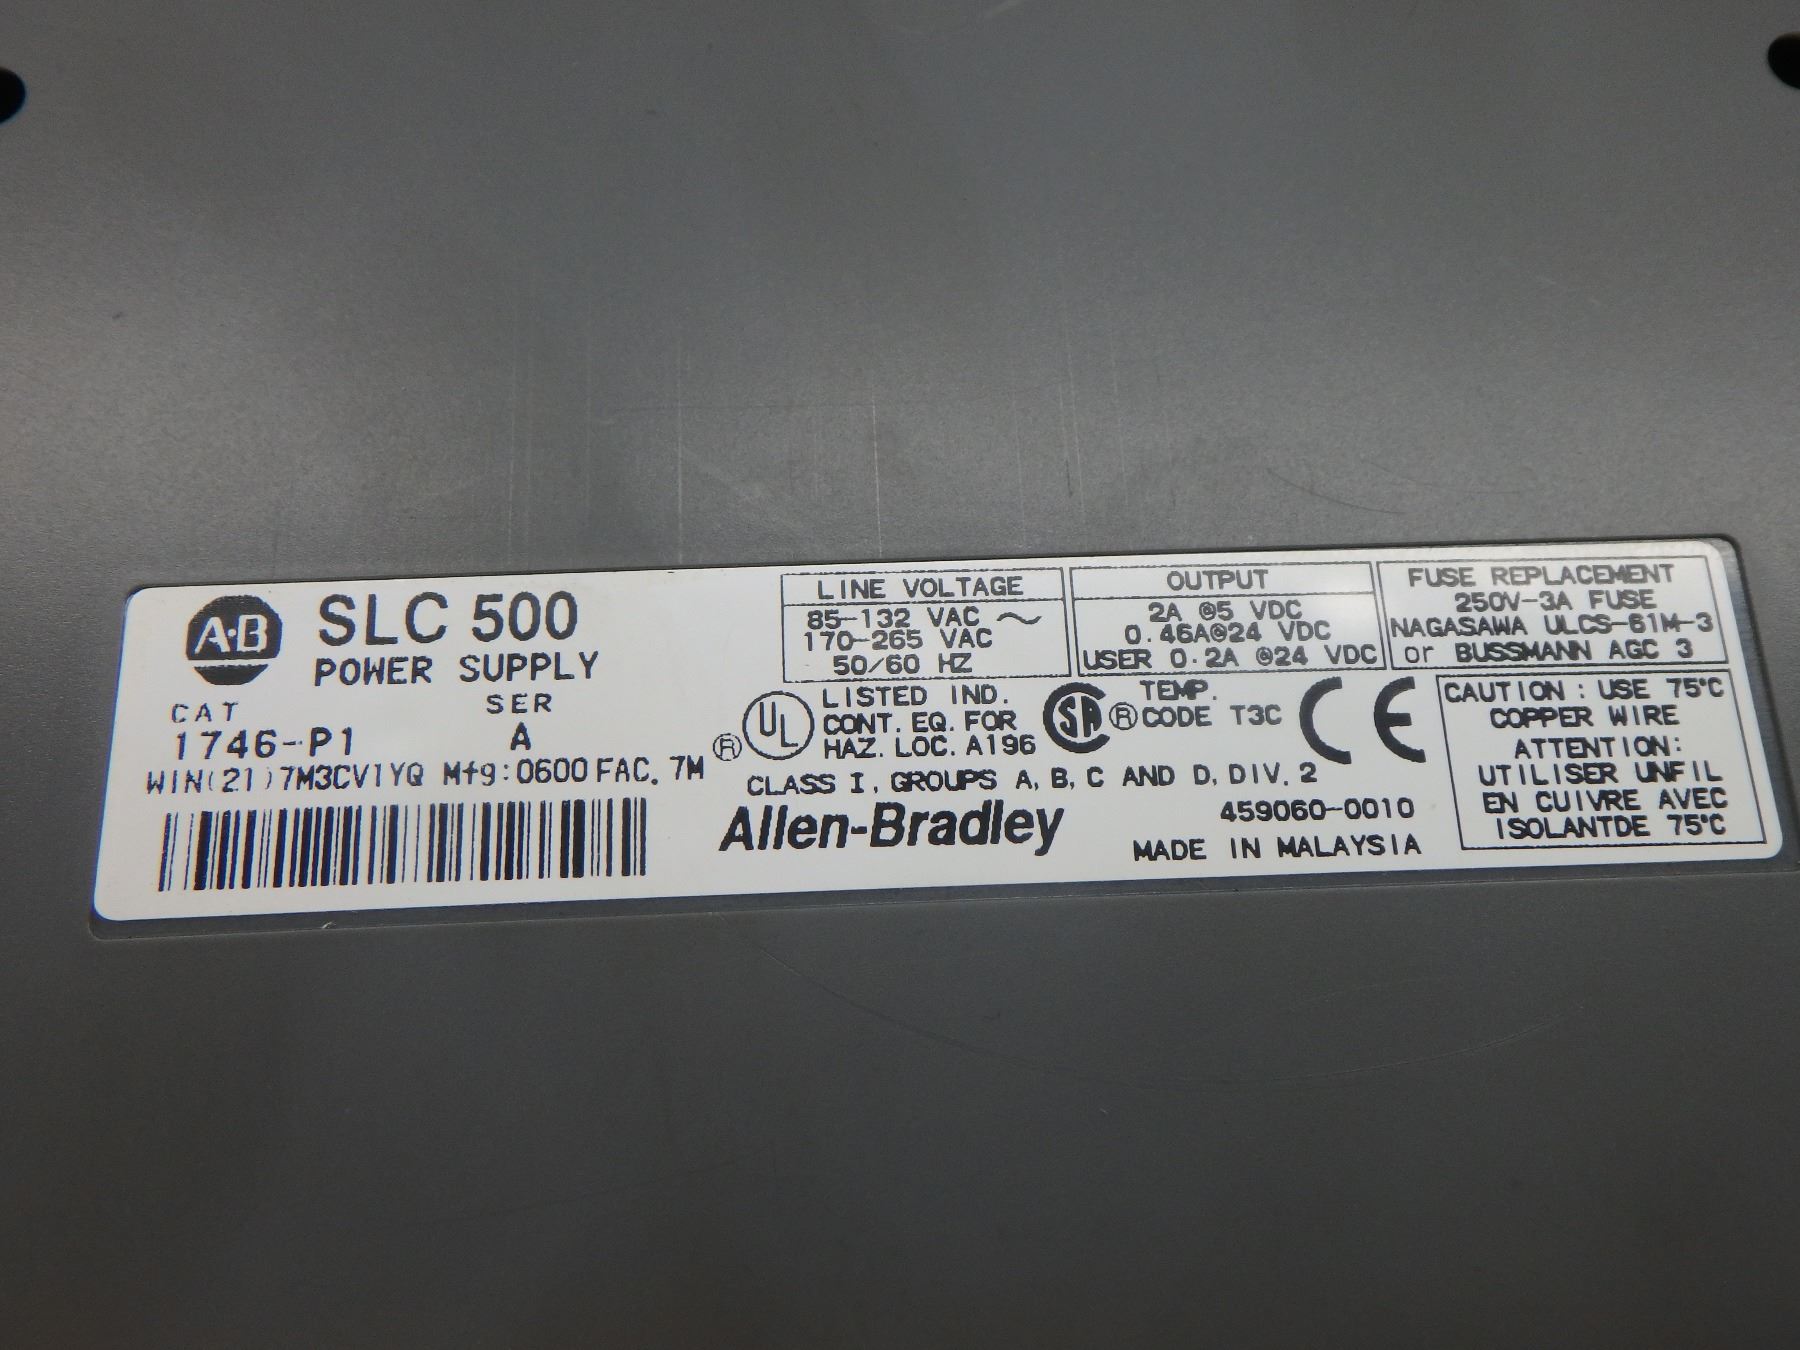 A·B
SLC 500
POWER SUPPLY
CAT SER
1746-P1 A
WIN(21)7M3CV1YQ Mfg:0600 FAC. 7M
LINE VOLTAGE
85-132 VAC ~
170-265 VAC
50/60 HZ
OUTPUT
2A @5 VDC
0.46A@24 VDC
USER 0.2A @24 VDC
FUSE REPLACEMENT
250V-3A FUSE
NAGASAWA ULCS-61M-3
or BUSSMANN AGC 3
® UL LISTED IND.
CONT. EQ. FOR
HAZ. LOC. A196
SA ® TEMP.
CODE T3C
CE
CLASS I, GROUPS A, B, C AND D, DIV. 2
Allen-Bradley
459060-0010
MADE IN MALAYSIA
CAUTION: USE 75°C
COPPER WIRE
ATTENTION:
UTILISER UNFIL
EN CUIVRE AVEC
ISOLANTDE 75°C